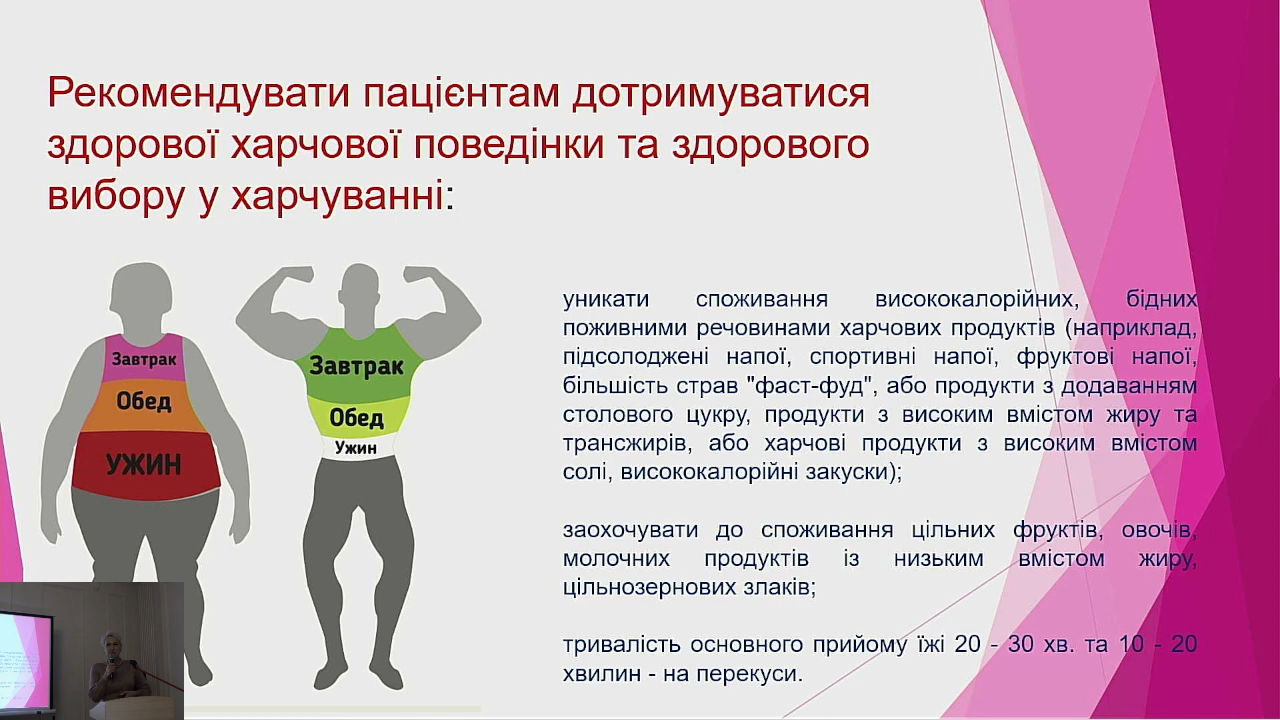 Рекомендувати пацієнтам дотримуватися
здорової харчової поведінки та здорового
вибору у харчуванні:
Завтрак
Обед
УЖИН
Завтрак
Обед
Ужин
уникати споживання висококалорійних, бідних
поживними речовинами харчових продуктів (наприклад,
підсолоджені напої, спортивні напої, фруктові напої,
більшість страв "фаст-фуд", або продукти з додаванням
столового цукру, продукти з високим вмістом жиру та
трансжирів, або харчові продукти з високим вмістом
солі, висококалорійні закуски);
заохочувати до споживання цільних фруктів, овочів,
молочних продуктів із низьким вмістом жиру,
цільнозернових злаків;
тривалість основного прийому їжі 20 - 30 хв. та 10 - 20
хвилин - на перекуси.